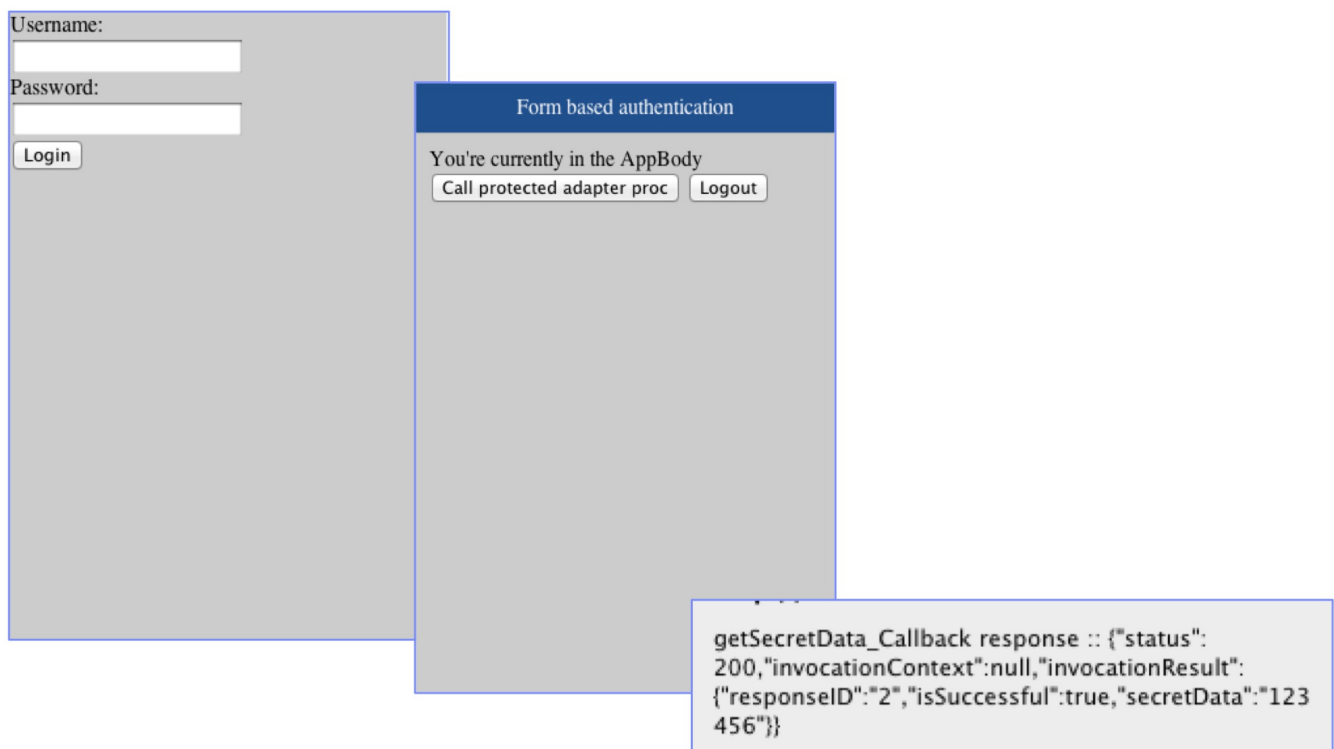 Username:
Password:
Login
Form based authentication
You're currently in the AppBody
Call protected adapter proc Logout
getSecretData_Callback response :: {"status":
200,"invocationContext":null,"invocationResult":
{"responseID":"2","isSuccessful":true,"secretData":"123
456"}}